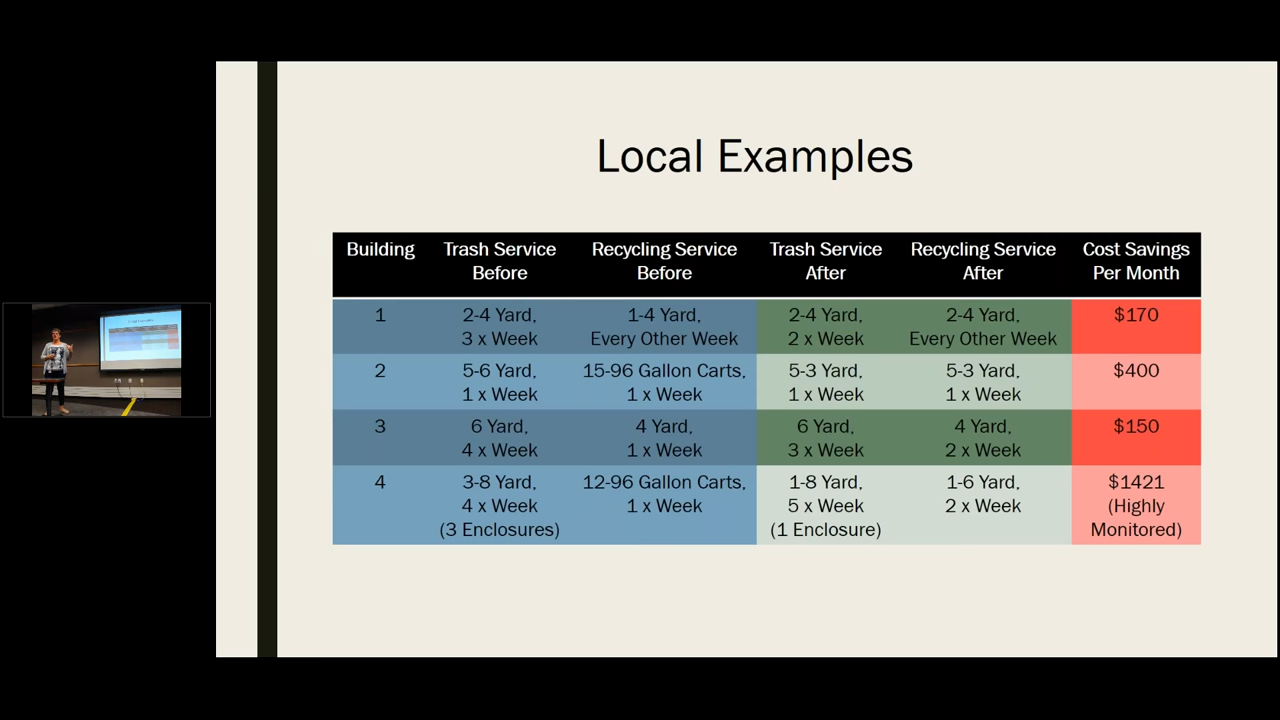 Local Examples
Building
Trash Service
Before
Recycling Service
Before
Trash Service
After
Recycling Service
After
Cost Savings
Per Month
1
2-4 Yard,
3 x Week
1-4 Yard,
Every Other Week
2-4 Yard,
2 x Week
2-4 Yard,
Every Other Week
$170
2
5-6 Yard,
1 x Week
15-96 Gallon Carts,
1 x Week
5-3 Yard,
1 x Week
5-3 Yard,
1 x Week
$400
3
6 Yard,
4 x Week
4 Yard,
1 x Week
6 Yard,
3 x Week
4 Yard,
2 x Week
$150
4
3-8 Yard,
4 x Week
(3 Enclosures)
12-96 Gallon Carts,
1 x Week
1-8 Yard,
5 x Week
(1 Enclosure)
1-6 Yard,
2 x Week
$1421
(Highly
Monitored)